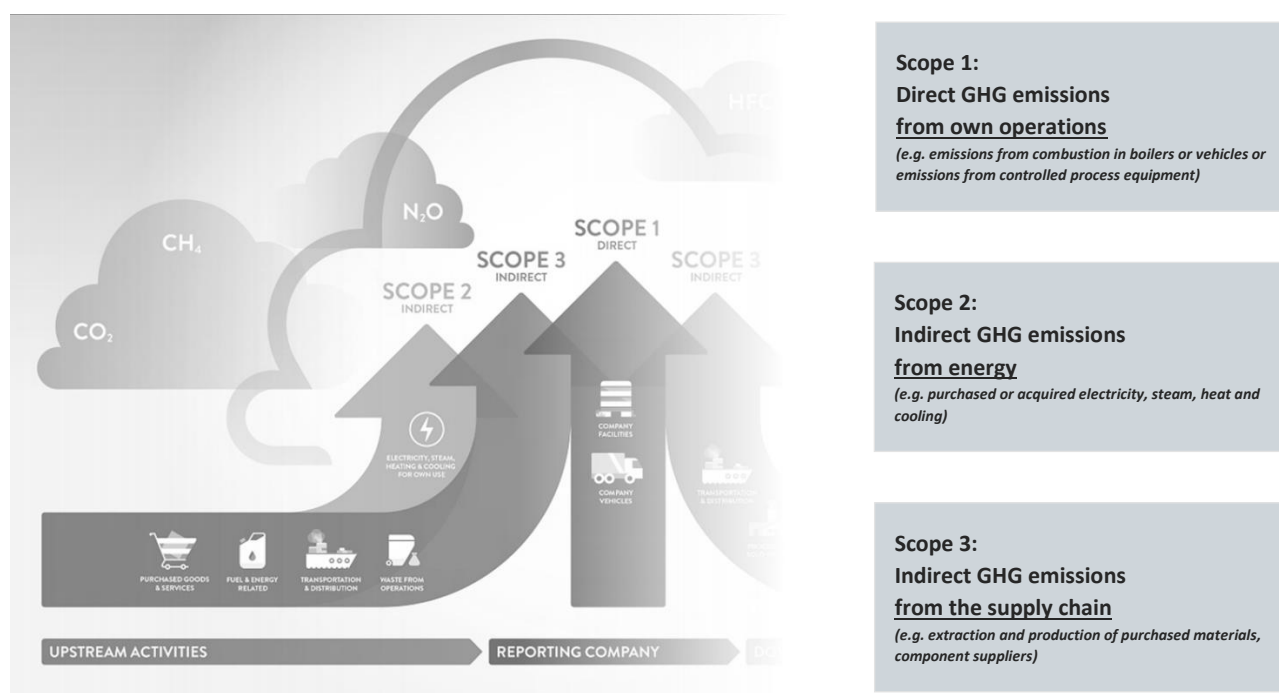 HFC
N₂O
CH₄
CO₂
SCOPE 1
DIRECT
SCOPE 3
INDIRECT
SCOPE 3
INDIRECT
SCOPE 2
INDIRECT
COMPANY
FACILITIES
ELECTRICITY, STEAM,
HEATING & COOLING
FOR OWN USE
COMPANY
VEHICLES
TRANSPORTATION
& DISTRIBUTION
PURCHASED GOODS
& SERVICES
FUEL & ENERGY
RELATED
TRANSPORTATION
& DISTRIBUTION
WASTE FROM
OPERATIONS
UPSTREAM ACTIVITIES
REPORTING COMPANY
Scope 1:
Direct GHG emissions
from own operations
(e.g. emissions from combustion in boilers or vehicles or
emissions from controlled process equipment)
Scope 2:
Indirect GHG emissions
from energy
(e.g. purchased or acquired electricity, steam, heat and
cooling)
Scope 3:
Indirect GHG emissions
from the supply chain
(e.g. extraction and production of purchased materials,
component suppliers)